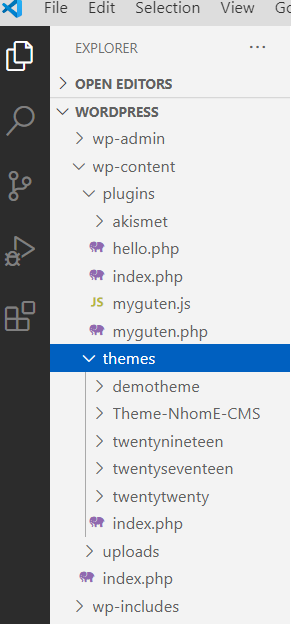 File Edit Selection View Go
EXPLORER ...
OPEN EDITORS
WORDPRESS
wp-admin
wp-content
plugins
akismet
hello.php
index.php
JS myguten.js
myguten.php
themes
demotheme
Theme-NhomE-CMS
twentynineteen
twentyseventeen
twentytwenty
index.php
uploads
index.php
wp-includes